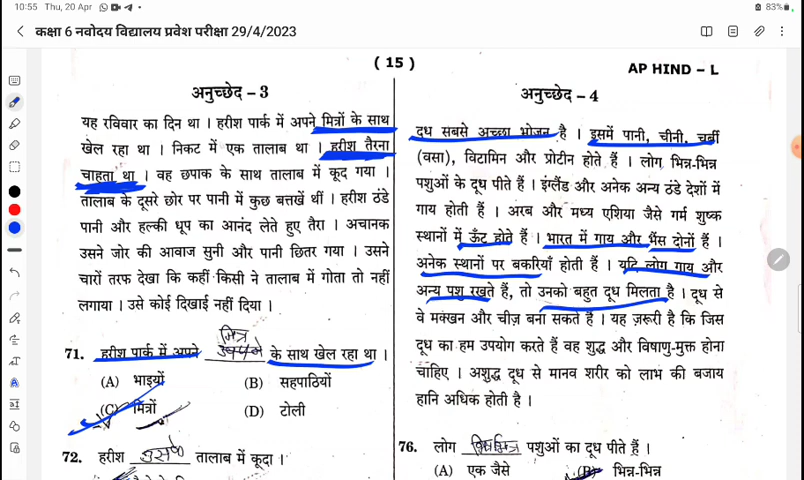 10:55 Thu, 20 Apr
83%
कक्षा 6 नवोदय विद्यालय प्रवेश परीक्षा 29/4/2023
( 15 )
AP HIND – L
अनुच्छेद – 3
यह रविवार का दिन था । हरीश पार्क में अपने मित्रों के साथ
खेल रहा था । निकट में एक तालाब था । हरीश तैरना
चाहता था । वह छपाक के साथ तालाब में कूद गया ।
तालाब के दूसरे छोर पर पानी में कुछ बत्तखें थीं । हरीश ठंडे
पानी और हल्की धूप का आनंद लेते हुए तैरा । अचानक
उसने जोर की आवाज सुनी और पानी छितर गया । उसने
चारों तरफ देखा कि कहीं किसी ने तालाब में गोता तो नहीं
लगाया । उसे कोई दिखाई नहीं दिया ।
मित्र
71. हरीश पार्क में अपने के साथ खेल रहा था ।
(A) भाइयों (B) सहपाठियों
(C) मित्रों (D) टोली
72. हरीश तालाब में कूदा ।
अनुच्छेद – 4
दूध सबसे अच्छा भोजन है । इसमें पानी, चीनी, चर्बी
(वसा), विटामिन और प्रोटीन होते हैं । लोग भिन्न-भिन्न
पशुओं के दूध पीते हैं । इंग्लैंड और अनेक अन्य ठंडे देशों में
गाय होती हैं । अरब और मध्य एशिया जैसे गर्म शुष्क
स्थानों में ऊँट होते हैं । भारत में गाय और भैंस दोनों हैं ।
अनेक स्थानों पर बकरियाँ होती हैं । यदि लोग गाय और
अन्य पशु रखते हैं, तो उनको बहुत दूध मिलता है । दूध से
वे मक्खन और चीज़ बना सकते हैं । यह ज़रूरी है कि जिस
दूध का हम उपयोग करते हैं वह शुद्ध और विषाणु-मुक्त होना
चाहिए । अशुद्ध दूध से मानव शरीर को लाभ की बजाय
हानि अधिक होती है ।
76. लोग पशुओं का दूध पीते हैं ।
(A) एक जैसे (B) भिन्न-भिन्न